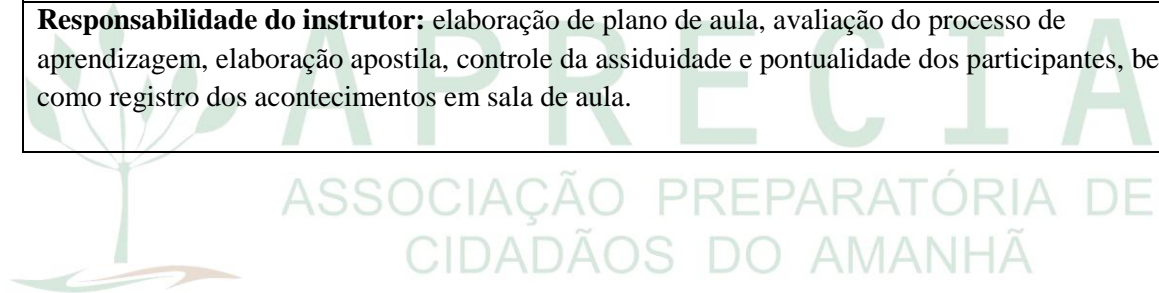 Responsabilidade do instrutor: elaboração de plano de aula, avaliação do processo de
aprendizagem, elaboração apostila, controle da assiduidade e pontualidade dos participantes, be
como registro dos acontecimentos em sala de aula.
APRECIA
ASSOCIAÇÃO PREPARATÓRIA DE
CIDADÃOS DO AMANHÃ